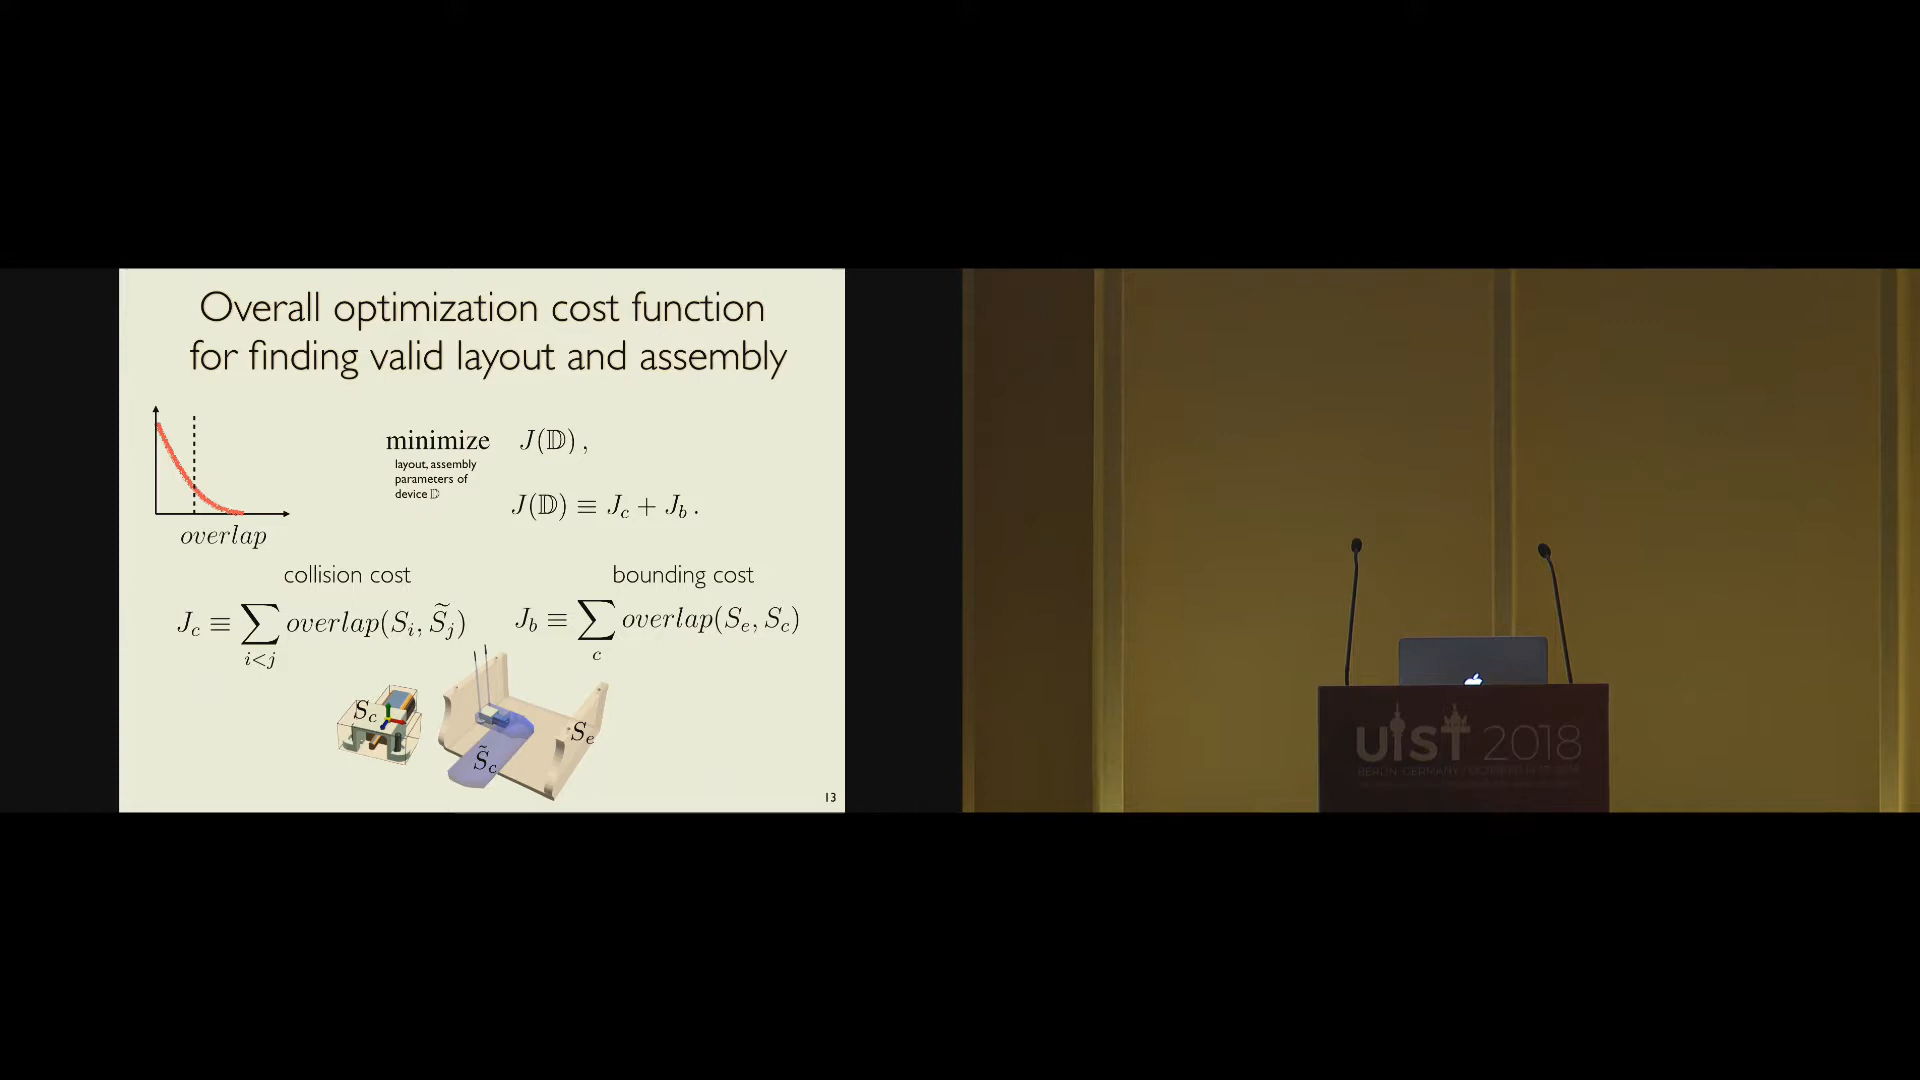 Overall optimization cost function
for finding valid layout and assembly
minimize J(𝔻) ,
layout, assembly
parameters of
device 𝔻
J(𝔻) ≡ J_c + J_b .
overlap
collision cost
bounding cost
J_c ≡ ∑_{i<j} overlap(S_i, S̃_j)
J_b ≡ ∑_c overlap(S_e, S_c)
S_c
S̃_c
S_e
13
UIST 2018